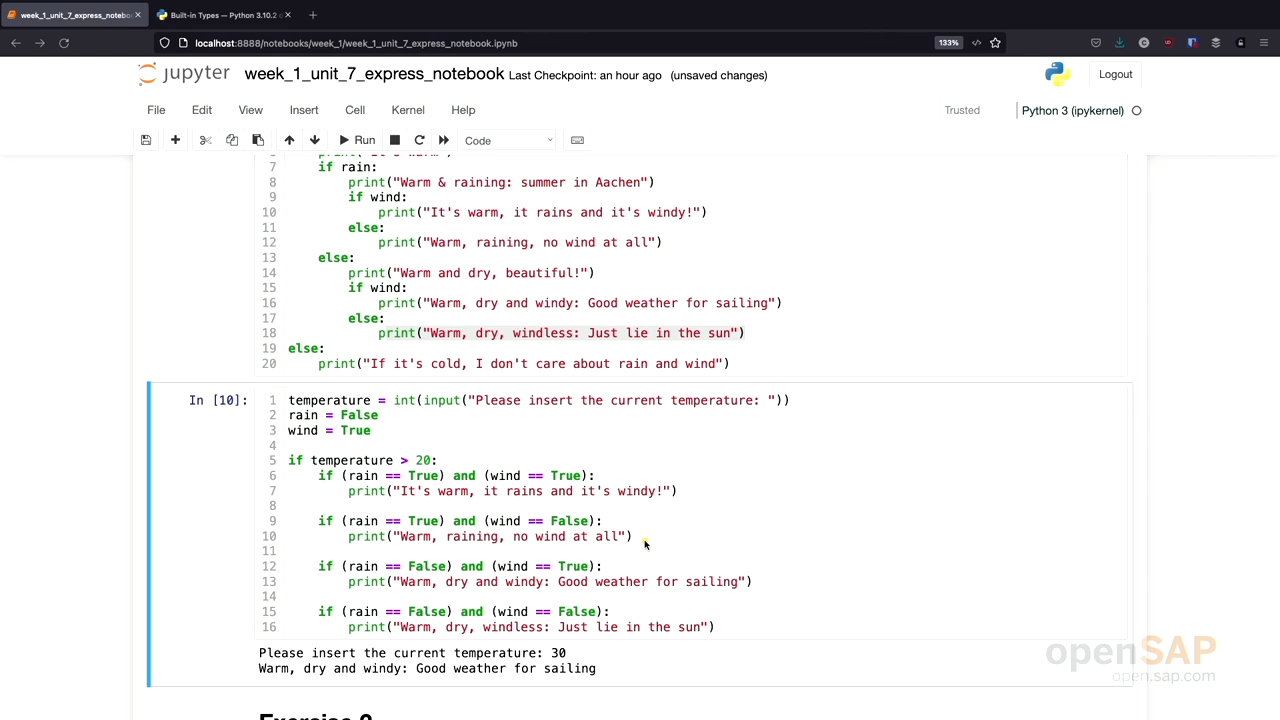 week_1_unit_7_express_notebo
Built-in Types — Python 3.10.2 d
localhost:8888/notebooks/week_1/week_1_unit_7_express_notebook.ipynb
133%
jupyter week_1_unit_7_express_notebook Last Checkpoint: an hour ago (unsaved changes)
Logout
File Edit View Insert Cell Kernel Help
Trusted
Python 3 (ipykernel)
Run
Code
7 if rain:
8 print("Warm & raining: summer in Aachen")
9 if wind:
10 print("It's warm, it rains and it's windy!")
11 else:
12 print("Warm, raining, no wind at all")
13 else:
14 print("Warm and dry, beautiful!")
15 if wind:
16 print("Warm, dry and windy: Good weather for sailing")
17 else:
18 print("Warm, dry, windless: Just lie in the sun")
19 else:
20 print("If it's cold, I don't care about rain and wind")
In [10]:
1 temperature = int(input("Please insert the current temperature: "))
2 rain = False
3 wind = True
4
5 if temperature > 20:
6 if (rain == True) and (wind == True):
7 print("It's warm, it rains and it's windy!")
8
9 if (rain == True) and (wind == False):
10 print("Warm, raining, no wind at all")
11
12 if (rain == False) and (wind == True):
13 print("Warm, dry and windy: Good weather for sailing")
14
15 if (rain == False) and (wind == False):
16 print("Warm, dry, windless: Just lie in the sun")
Please insert the current temperature: 30
Warm, dry and windy: Good weather for sailing
openSAP
open.sap.com